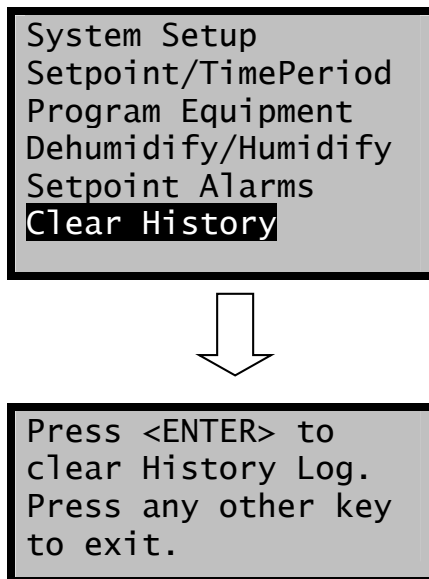 System Setup
Setpoint/TimePeriod
Program Equipment
Dehumidify/Humidify
Setpoint Alarms
Clear History
Press <ENTER> to
clear History Log.
Press any other key
to exit.